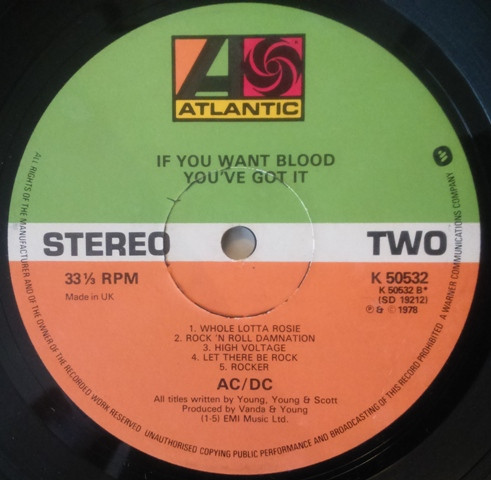 ATLANTIC
IF YOU WANT BLOOD
YOU'VE GOT IT
STEREO
TWO
33⅓ RPM
Made in UK
K 50532
K 50532 B*
(SD 19212)
℗ & © 1978
1. WHOLE LOTTA ROSIE
2. ROCK 'N ROLL DAMNATION
3. HIGH VOLTAGE
4. LET THERE BE ROCK
5. ROCKER
AC/DC
All titles written by Young, Young & Scott
Produced by Vanda & Young
(1-5) EMI Music Ltd.
ALL RIGHTS OF THE MANUFACTURER AND OF THE OWNER OF THE RECORDED WORK RESERVED UNAUTHORISED COPYING PUBLIC PERFORMANCE AND BROADCASTING OF THIS RECORD PROHIBITED A WARNER COMMUNICATIONS COMPANY